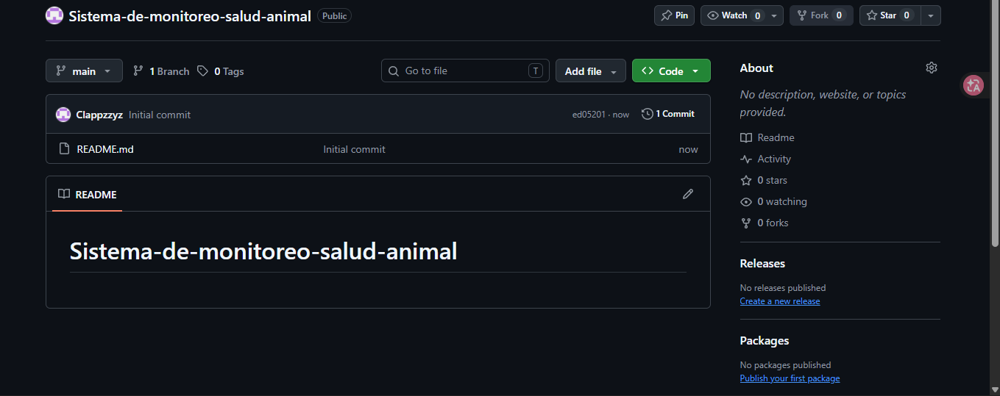 Sistema-de-monitoreo-salud-animal Public Pin Watch 0 Fork 0 Star 0
main 1 Branch 0 Tags Go to file T Add file Code
Clappzzyz Initial commit ed05201 · now 1 Commit
README.md Initial commit now
README
Sistema-de-monitoreo-salud-animal
About
No description, website, or topics
provided.
Readme
Activity
0 stars
0 watching
0 forks
Releases
No releases published
Create a new release
Packages
No packages published
Publish your first package